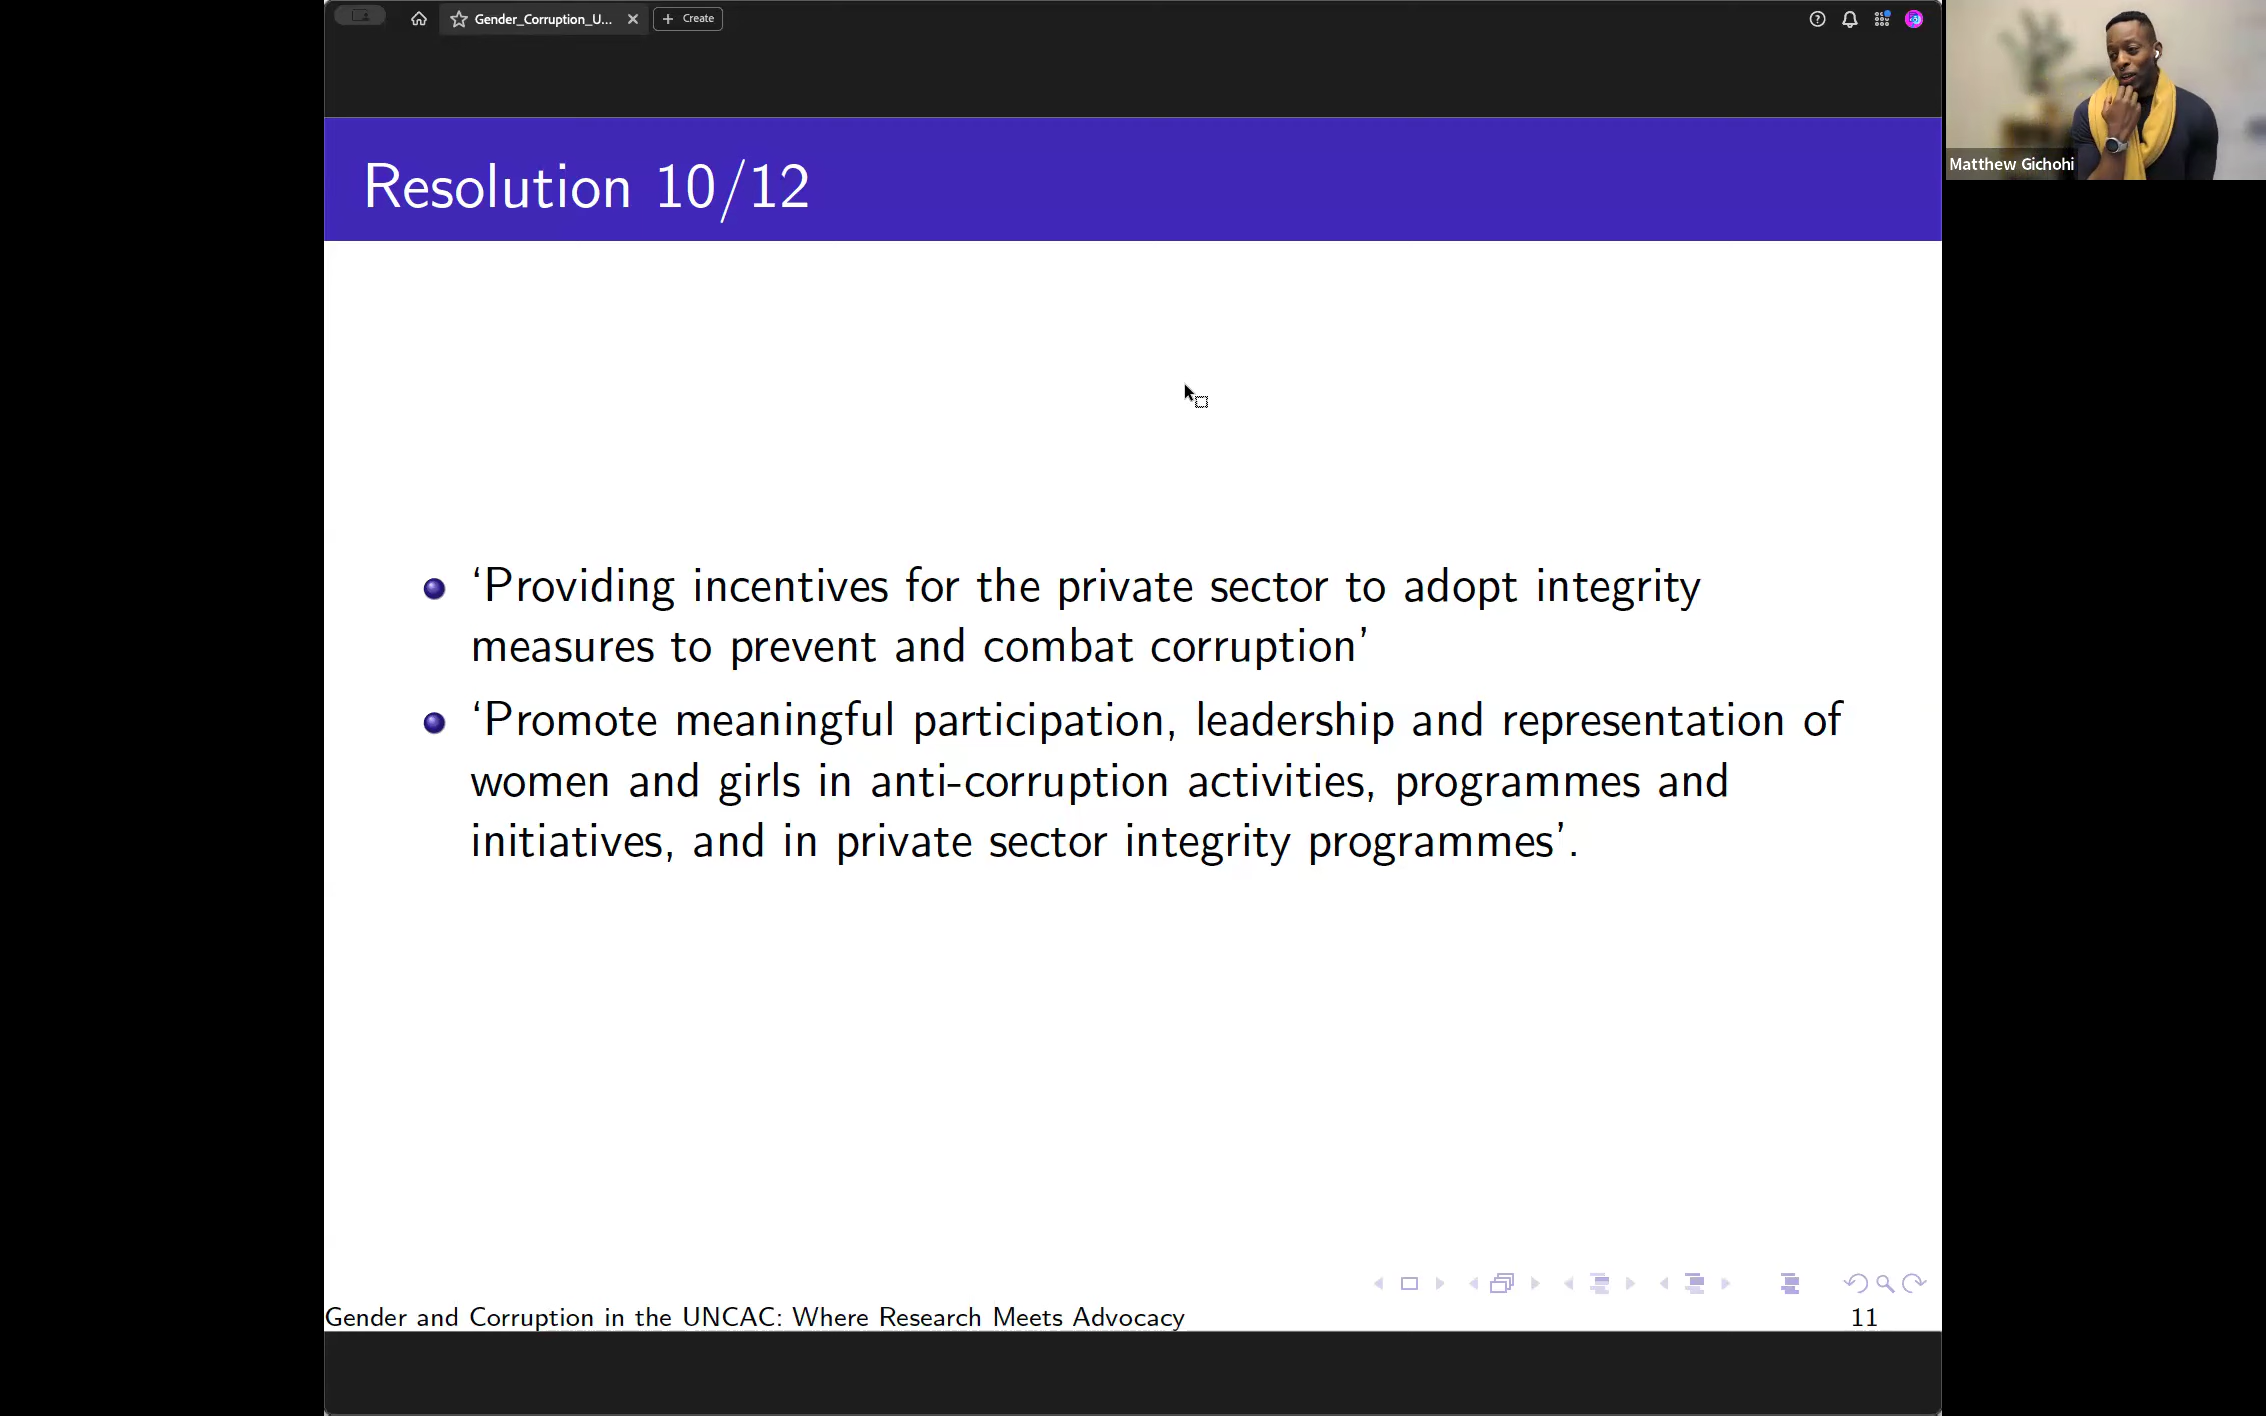 Gender_Corruption_U...
Create
Matthew Gichohi
Resolution 10/12
‘Providing incentives for the private sector to adopt integrity
measures to prevent and combat corruption’
‘Promote meaningful participation, leadership and representation of
women and girls in anti-corruption activities, programmes and
initiatives, and in private sector integrity programmes’.
Gender and Corruption in the UNCAC: Where Research Meets Advocacy
11